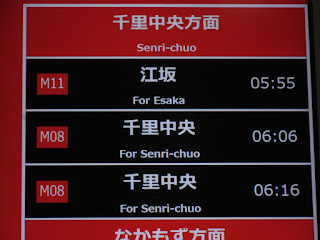 千里中央方面
Senri-chuo
M11 江坂 05:55
For Esaka
M08 千里中央 06:06
For Senri-chuo
M08 千里中央 06:16
For Senri-chuo
なかもず方面